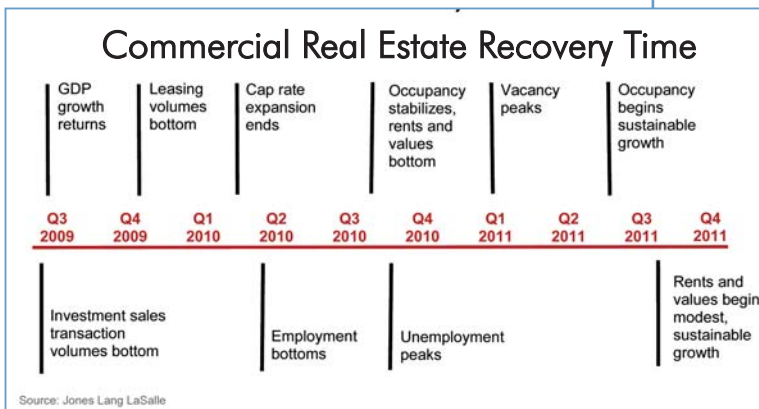 Commercial Real Estate Recovery Time
GDP
growth
returns
Leasing
volumes
bottom
Cap rate
expansion
ends
Occupancy
stabilizes,
rents and
values
bottom
Vacancy
peaks
Occupancy
begins
sustainable
growth
Q3 Q4 Q1 Q2 Q3 Q4 Q1 Q2 Q3 Q4
2009 2009 2010 2010 2010 2010 2011 2011 2011 2011
Investment sales
transaction
volumes bottom
Employment
bottoms
Unemployment
peaks
Rents and
values begin
modest,
sustainable
growth
Source: Jones Lang LaSalle